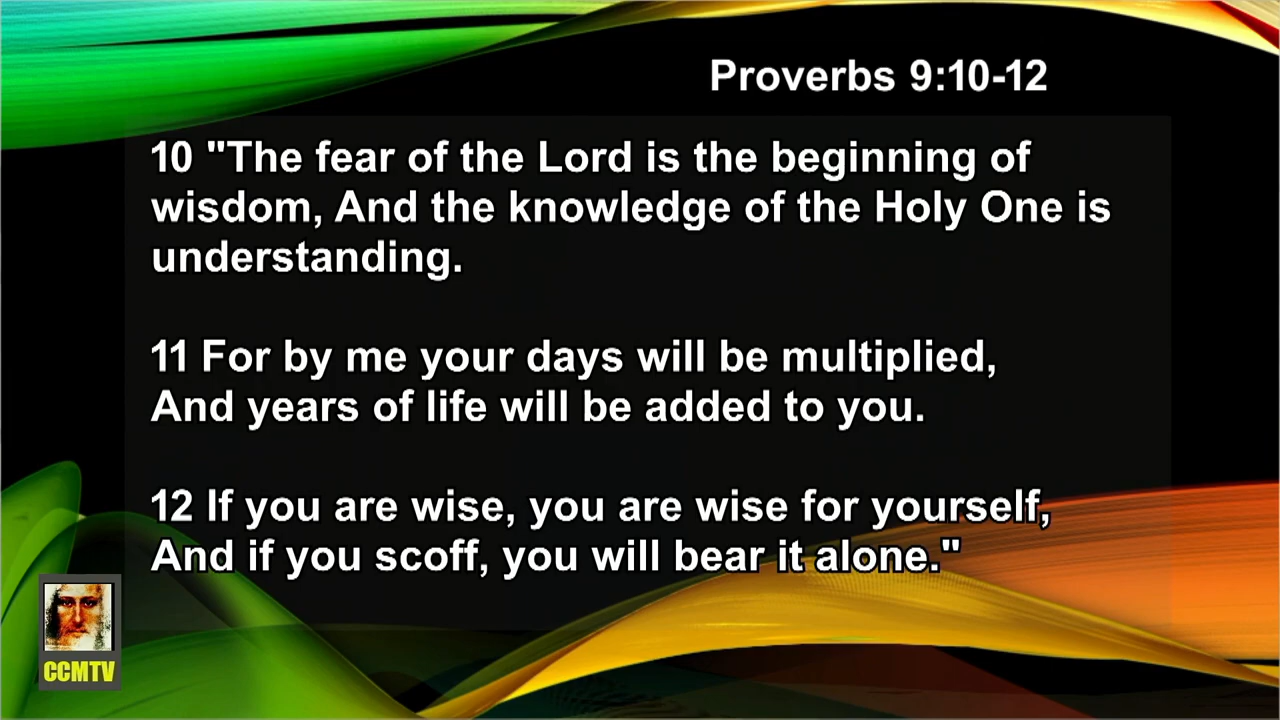 Proverbs 9:10-12
10 "The fear of the Lord is the beginning of
wisdom, And the knowledge of the Holy One is
understanding.
11 For by me your days will be multiplied,
And years of life will be added to you.
12 If you are wise, you are wise for yourself,
And if you scoff, you will bear it alone."
CCMTV